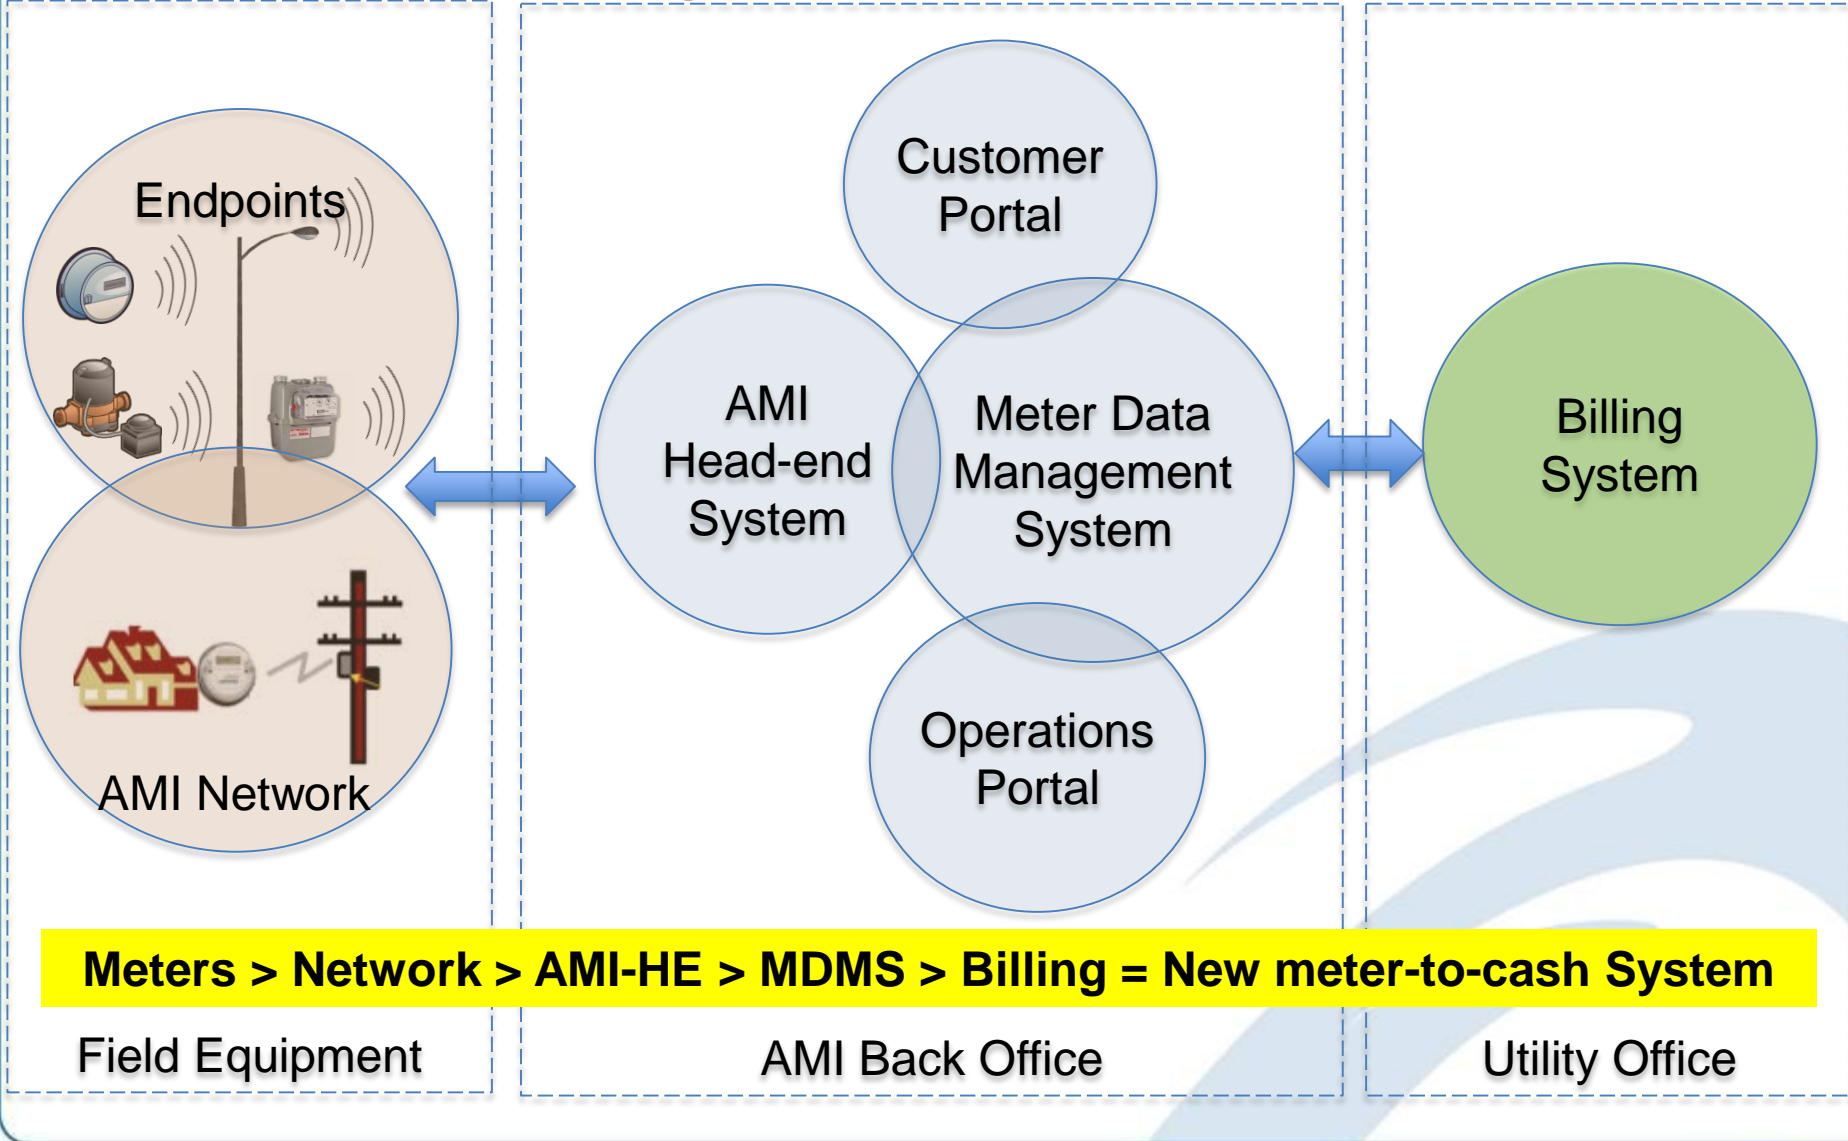 Endpoints
AMI Network
Customer
Portal
AMI
Head-end
System
Meter Data
Management
System
Operations
Portal
Billing
System
Meters > Network > AMI-HE > MDMS > Billing = New meter-to-cash System
Field Equipment
AMI Back Office
Utility Office